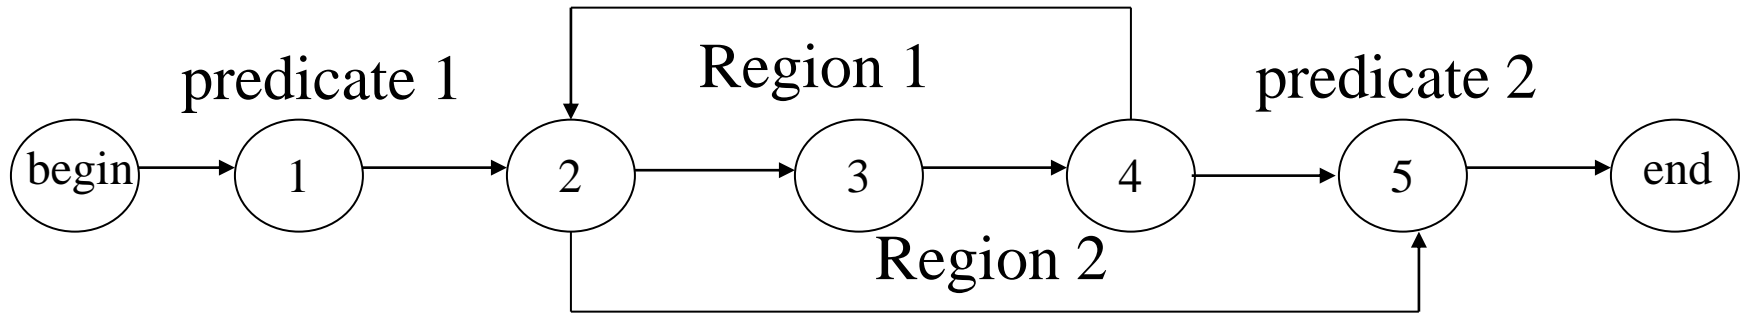 predicate 1
Region 1
predicate 2
begin
1
2
3
4
5
end
Region 2